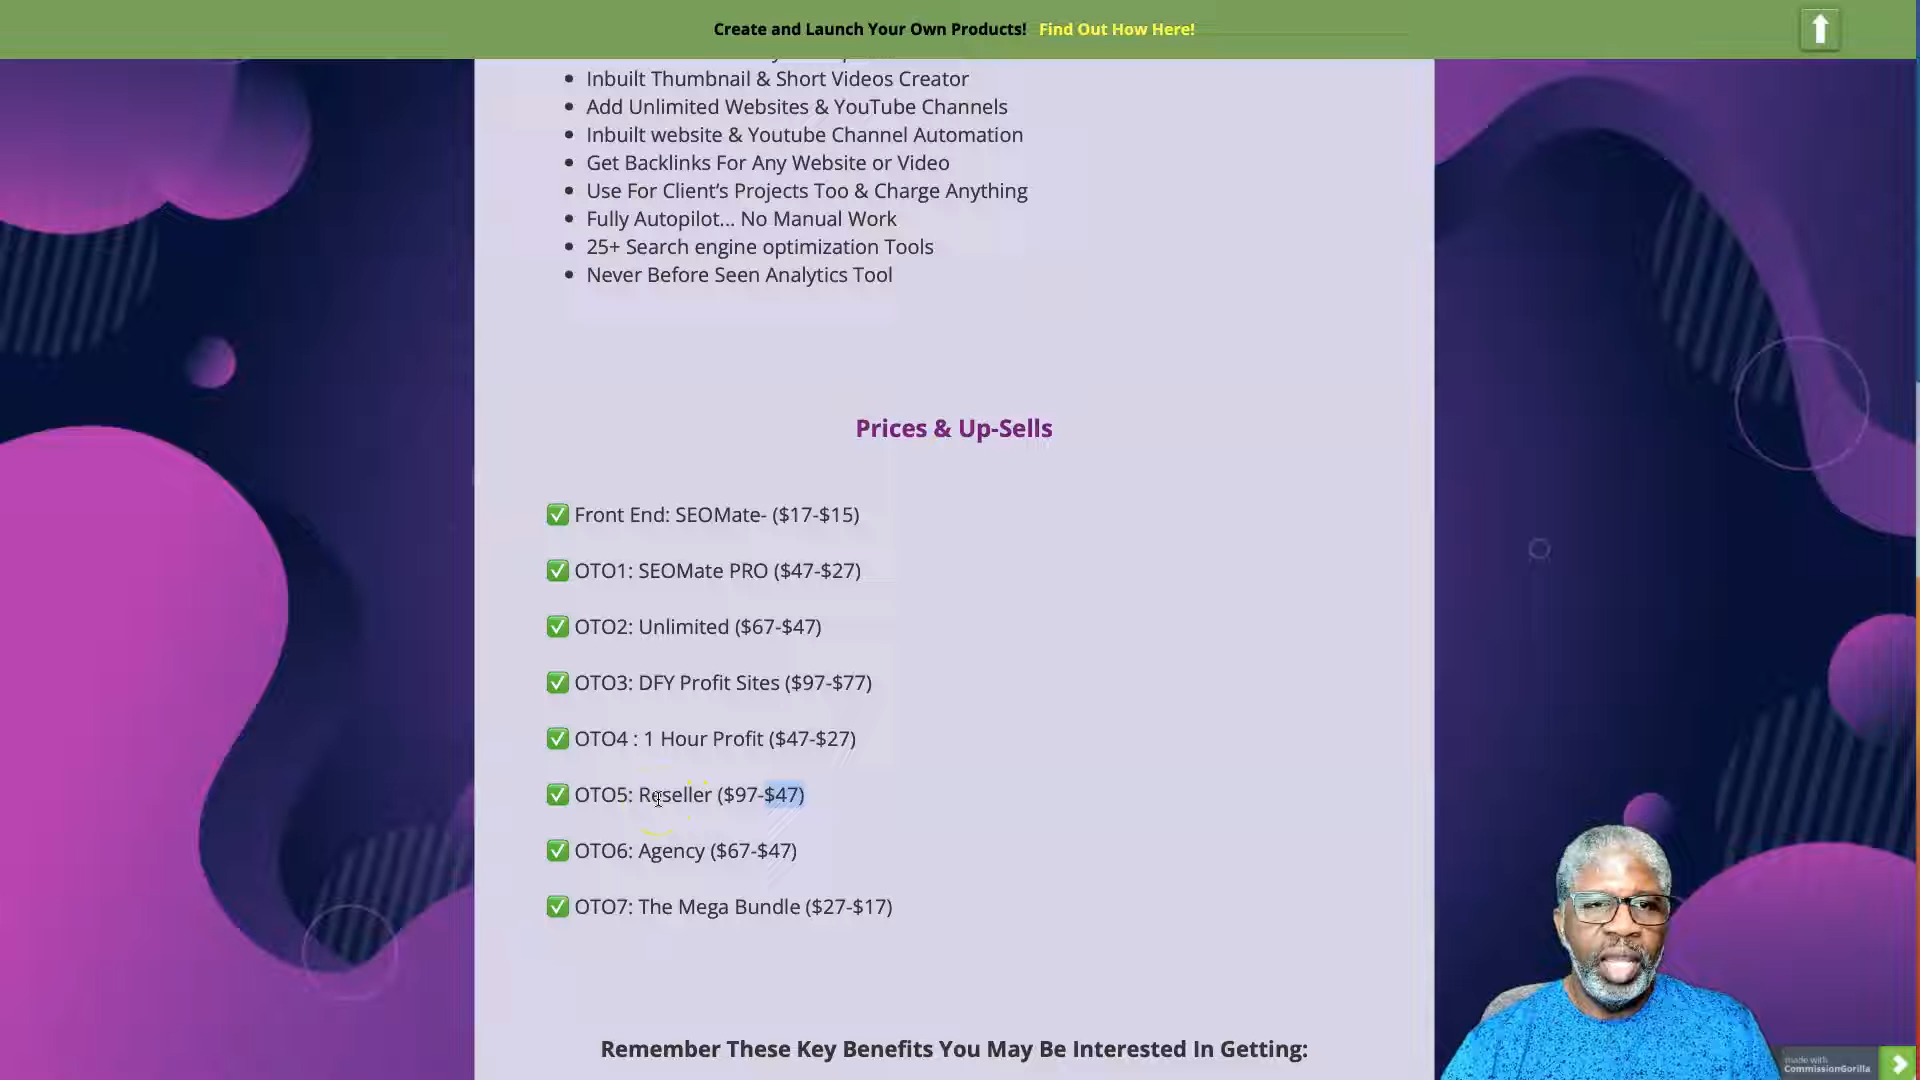 Create and Launch Your Own Products! Find Out How Here!
Inbuilt Thumbnail & Short Videos Creator
Add Unlimited Websites & YouTube Channels
Inbuilt website & Youtube Channel Automation
Get Backlinks For Any Website or Video
Use For Client’s Projects Too & Charge Anything
Fully Autopilot... No Manual Work
25+ Search engine optimization Tools
Never Before Seen Analytics Tool
Prices & Up-Sells
✅ Front End: SEOMate- ($17-$15)
✅ OTO1: SEOMate PRO ($47-$27)
✅ OTO2: Unlimited ($67-$47)
✅ OTO3: DFY Profit Sites ($97-$77)
✅ OTO4 : 1 Hour Profit ($47-$27)
✅ OTO5: Reseller ($97-$47)
✅ OTO6: Agency ($67-$47)
✅ OTO7: The Mega Bundle ($27-$17)
Remember These Key Benefits You May Be Interested In Getting:
made with
CommissionGorilla